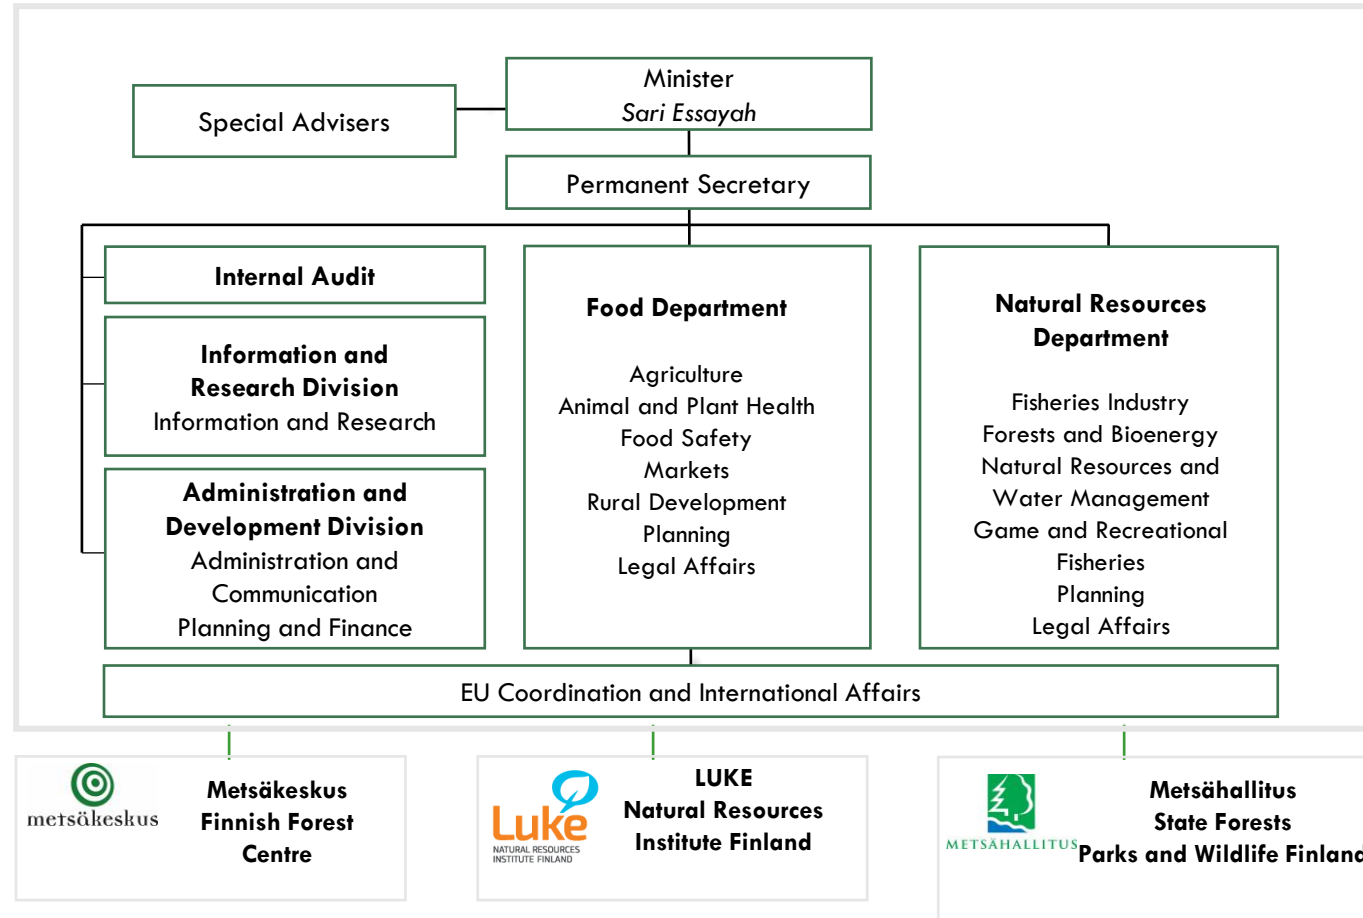 Minister
Sari Essayah
Special Advisers
Permanent Secretary
Internal Audit
Information and
Research Division
Information and Research
Administration and
Development Division
Administration and
Communication
Planning and Finance
Food Department
Agriculture
Animal and Plant Health
Food Safety
Markets
Rural Development
Planning
Legal Affairs
Natural Resources
Department
Fisheries Industry
Forests and Bioenergy
Natural Resources and
Water Management
Game and Recreational
Fisheries
Planning
Legal Affairs
EU Coordination and International Affairs
metsäkeskus
Metsäkeskus
Finnish Forest
Centre
Luke
NATURAL RESOURCES
INSTITUTE FINLAND
LUKE
Natural Resources
Institute Finland
METSÄHALLITUS
Metsähallitus
State Forests
Parks and Wildlife Finland